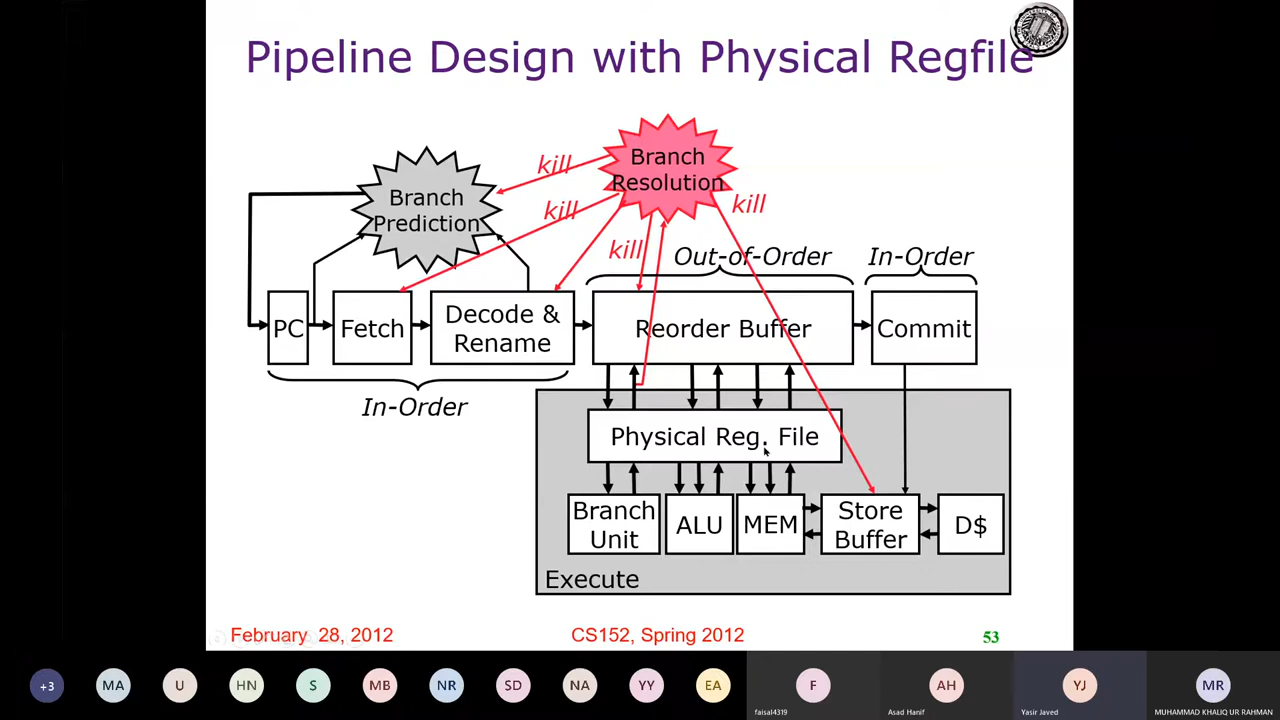 Pipeline Design with Physical Regfile
Branch
Resolution
kill
kill
kill
kill
Branch
Prediction
Out-of-Order
In-Order
PC
Fetch
Decode &
Rename
Reorder Buffer
Commit
In-Order
Physical Reg. File
Branch
Unit
ALU
MEM
Store
Buffer
D$
Execute
February 28, 2012
CS152, Spring 2012
53
+3
MA
U
HN
S
MB
NR
SD
NA
YY
EA
F
AH
YJ
MR
faisal4319
Asad Hanif
Yasir Javed
MUHAMMAD KHALIQ UR RAHMAN